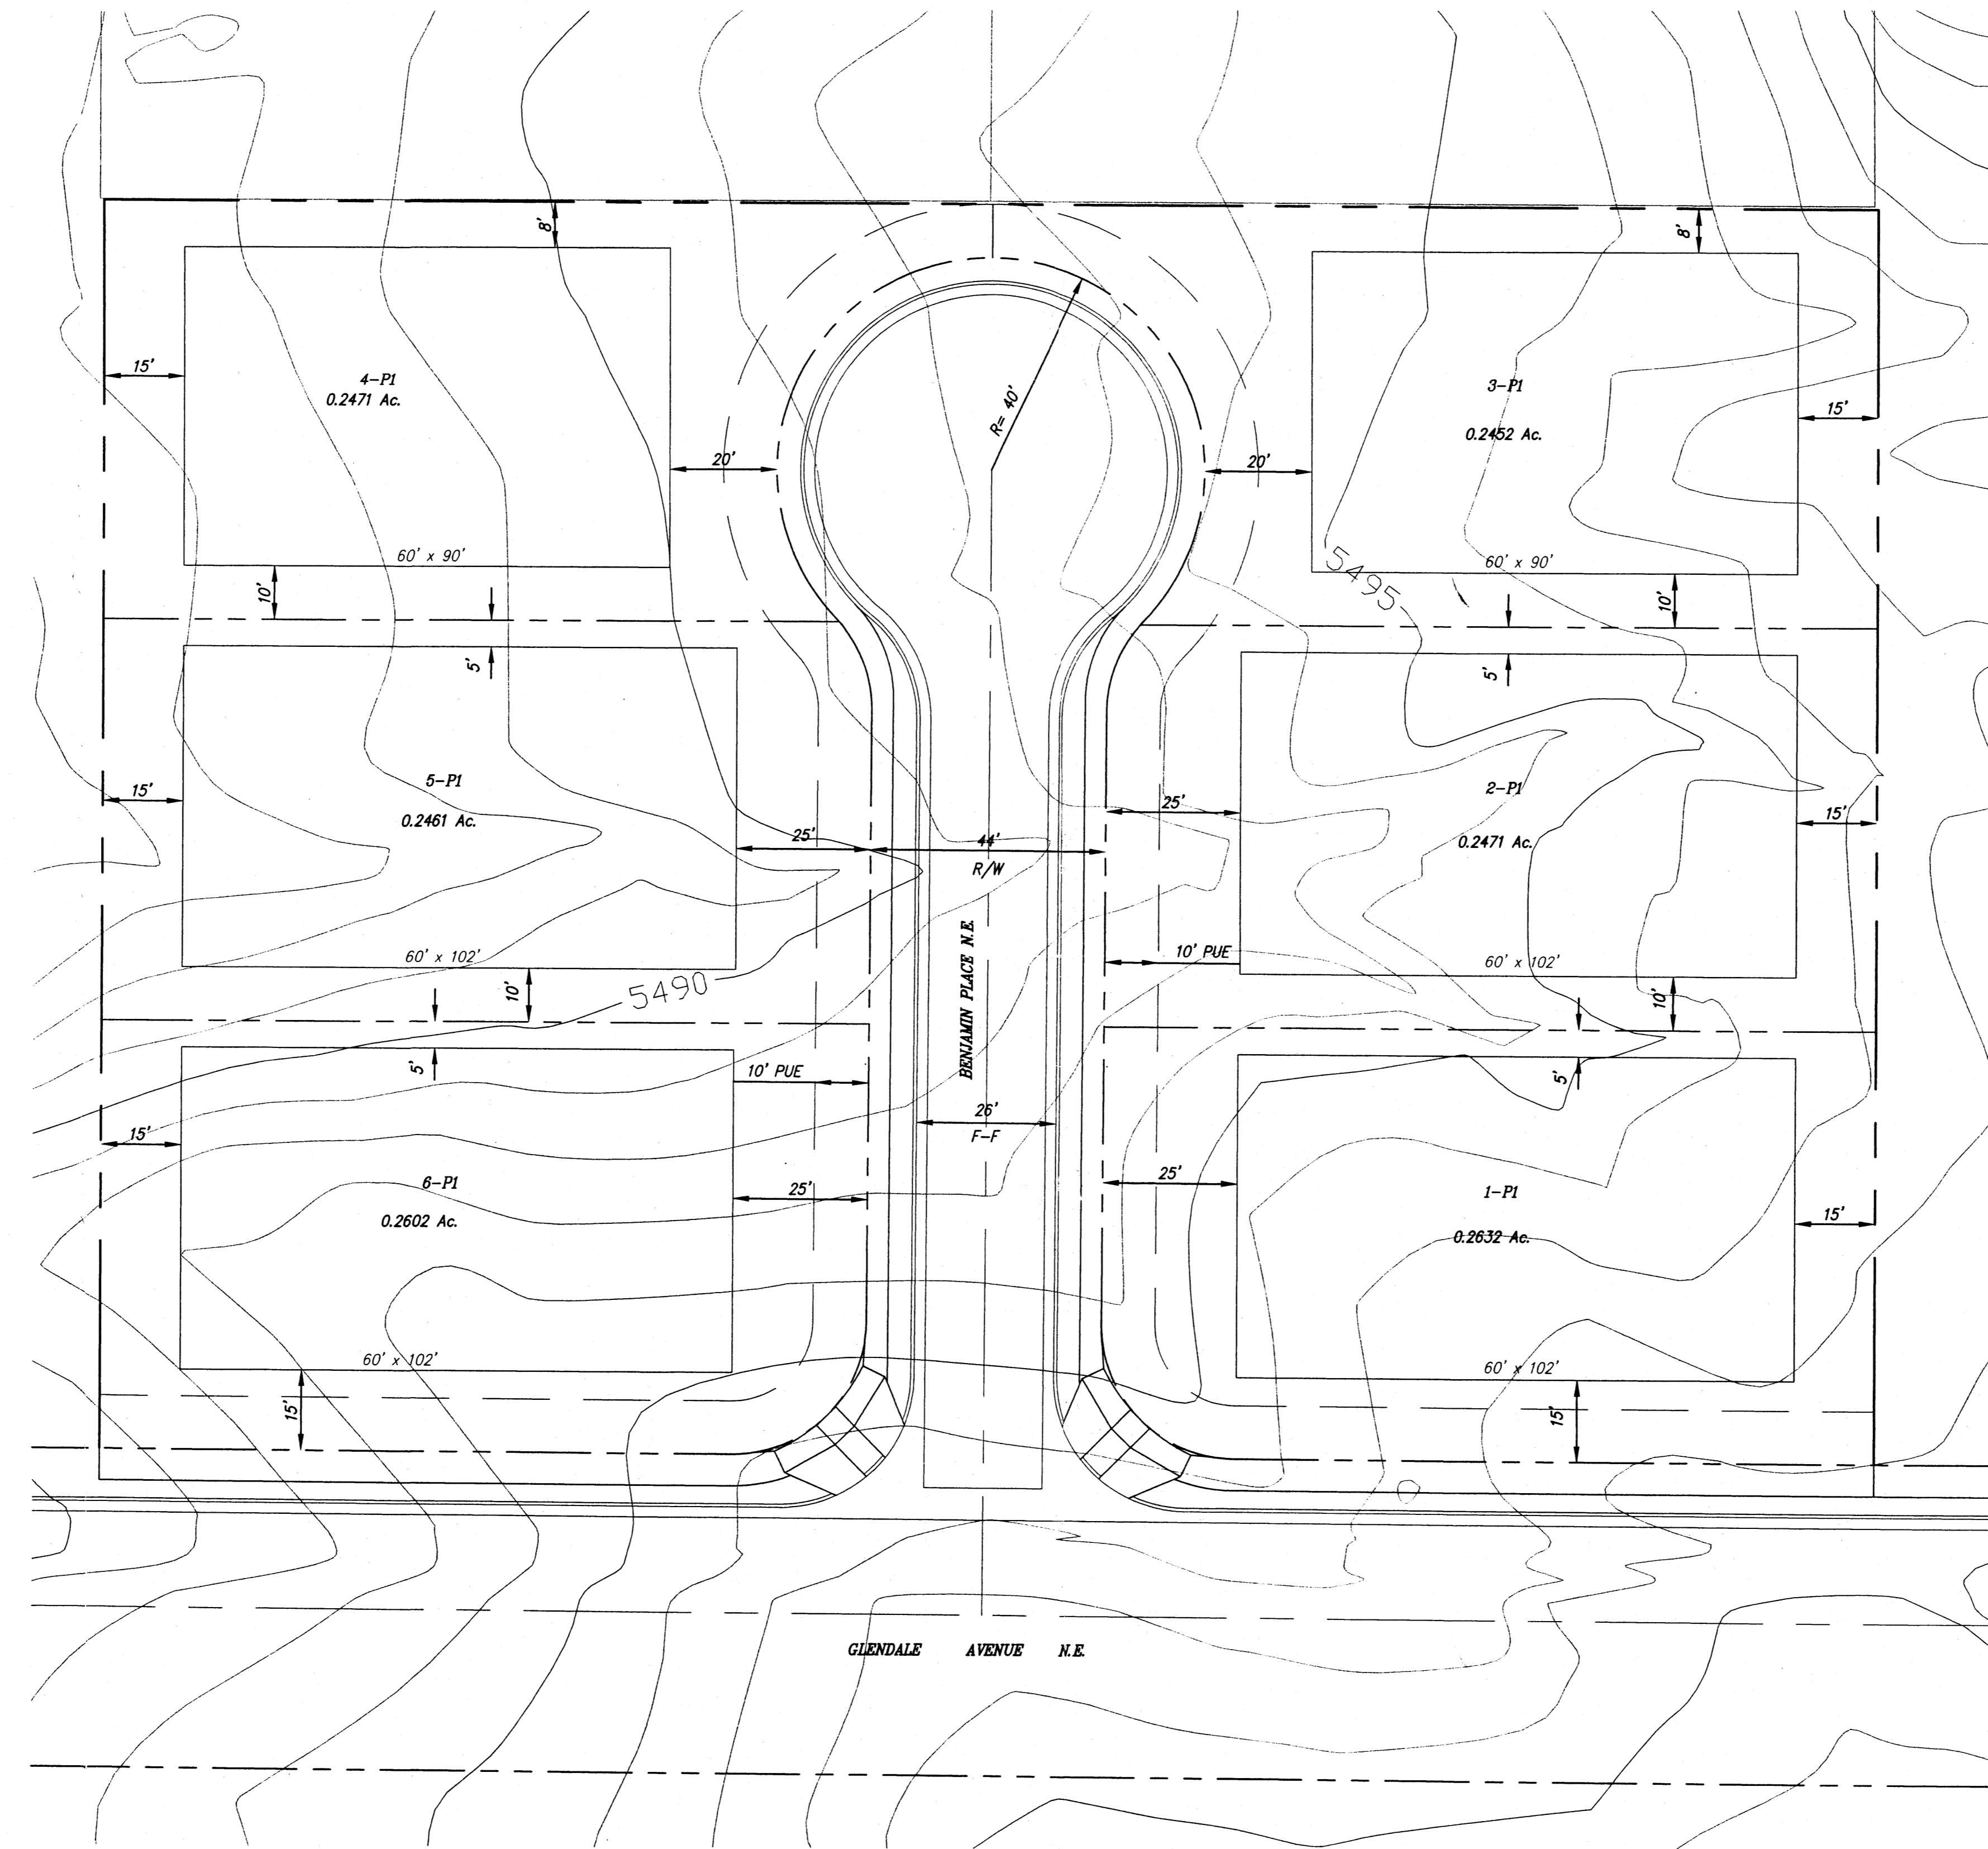 8'
8'
15'
4-P1
0.2471 Ac.
R= 40'
3-P1
0.2452 Ac.
15'
20'
20'
60' x 90'
5495
60' x 90'
10'
10'
5'
5'
15'
5-P1
0.2461 Ac.
25'
44'
R/W
25'
2-P1
0.2471 Ac.
15'
60' x 102'
5490
10'
BENJAMIN PLACE N.E.
10' PUE
60' x 102'
10'
5'
10' PUE
5'
26'
F-F
15'
6-P1
0.2602 Ac.
25'
25'
1-P1
0.2632 Ac.
15'
60' x 102'
60' x 102'
15'
15'
GLENDALE AVENUE N.E.